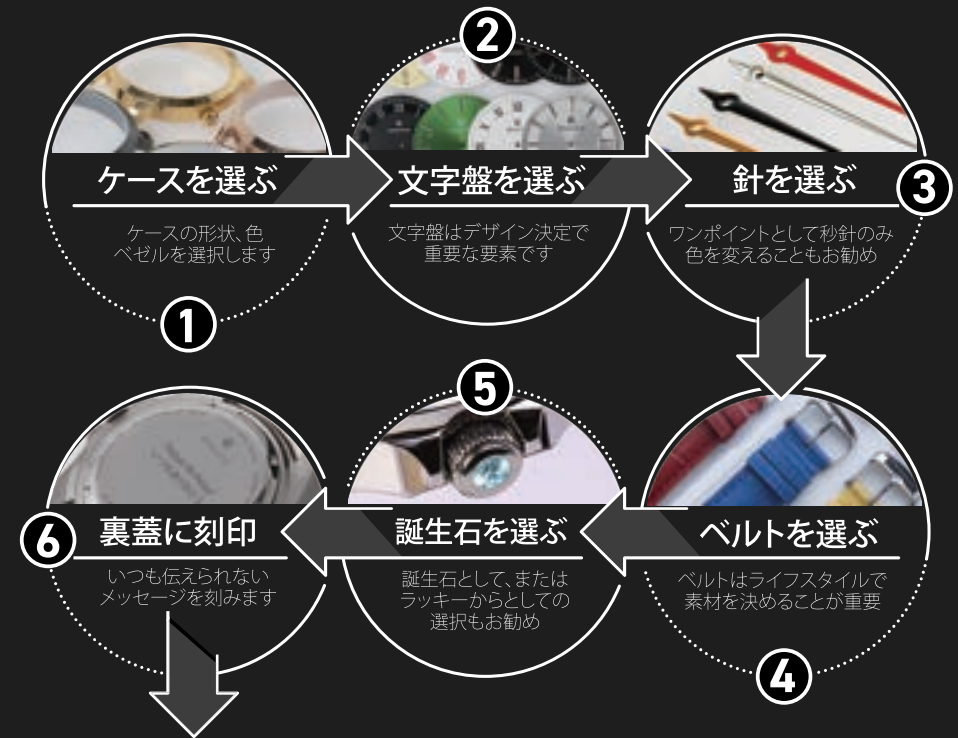 1
ケースを選ぶ
ケースの形状、色
ベゼルを選択します
2
文字盤を選ぶ
文字盤はデザイン決定で
重要な要素です
3
針を選ぶ
ワンポイントとして秒針のみ
色を変えることもお勧め
4
ベルトを選ぶ
ベルトはライフスタイルで
素材を決めることが重要
5
誕生石を選ぶ
誕生石として、または
ラッキーからとしての
選択もお勧め
6
裏蓋に刻印
いつも伝えられない
メッセージを刻みます